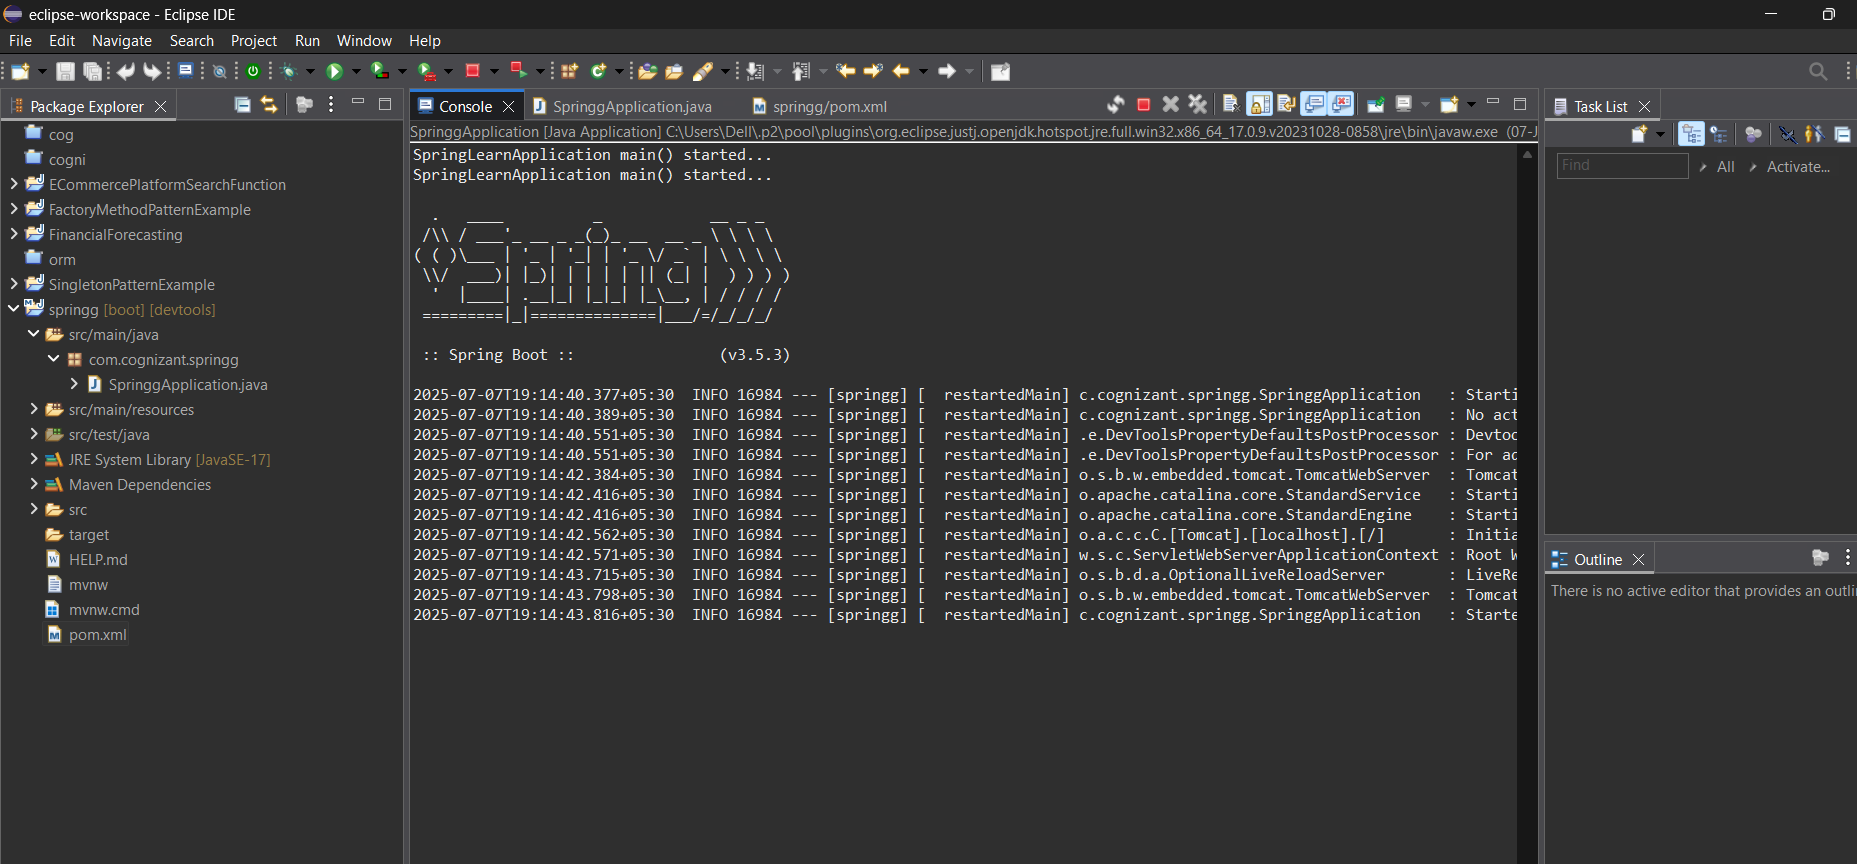 eclipse-workspace - Eclipse IDE
File Edit Navigate Search Project Run Window Help
Package Explorer
cog
cogni
ECommercePlatformSearchFunction
FactoryMethodPatternExample
FinancialForecasting
orm
SingletonPatternExample
springg [boot] [devtools]
src/main/java
com.cognizant.springg
SpringgApplication.java
src/main/resources
src/test/java
JRE System Library [JavaSE-17]
Maven Dependencies
src
target
HELP.md
mvnw
mvnw.cmd
pom.xml
Console SpringgApplication.java springg/pom.xml
SpringgApplication [Java Application] C:\Users\Dell\.p2\pool\plugins\org.eclipse.justj.openjdk.hotspot.jre.full.win32.x86_64_17.0.9.v20231028-0858\jre\bin\javaw.exe (07-J
SpringLearnApplication main() started...
SpringLearnApplication main() started...
Spring
:: Spring Boot :: (v3.5.3)
2025-07-07T19:14:40.377+05:30 INFO 16984 --- [springg] [ restartedMain] c.cognizant.springg.SpringgApplication : Starti
2025-07-07T19:14:40.389+05:30 INFO 16984 --- [springg] [ restartedMain] c.cognizant.springg.SpringgApplication : No act
2025-07-07T19:14:40.551+05:30 INFO 16984 --- [springg] [ restartedMain] .e.DevToolsPropertyDefaultsPostProcessor : Devtoo
2025-07-07T19:14:40.551+05:30 INFO 16984 --- [springg] [ restartedMain] .e.DevToolsPropertyDefaultsPostProcessor : For ad
2025-07-07T19:14:42.384+05:30 INFO 16984 --- [springg] [ restartedMain] o.s.b.w.embedded.tomcat.TomcatWebServer : Tomcat
2025-07-07T19:14:42.416+05:30 INFO 16984 --- [springg] [ restartedMain] o.apache.catalina.core.StandardService : Starti
2025-07-07T19:14:42.416+05:30 INFO 16984 --- [springg] [ restartedMain] o.apache.catalina.core.StandardEngine : Starti
2025-07-07T19:14:42.562+05:30 INFO 16984 --- [springg] [ restartedMain] o.a.c.c.C.[Tomcat].[localhost].[/] : Initia
2025-07-07T19:14:42.571+05:30 INFO 16984 --- [springg] [ restartedMain] w.s.c.ServletWebServerApplicationContext : Root W
2025-07-07T19:14:43.715+05:30 INFO 16984 --- [springg] [ restartedMain] o.s.b.d.a.OptionalLiveReloadServer : LiveRe
2025-07-07T19:14:43.798+05:30 INFO 16984 --- [springg] [ restartedMain] o.s.b.w.embedded.tomcat.TomcatWebServer : Tomcat
2025-07-07T19:14:43.816+05:30 INFO 16984 --- [springg] [ restartedMain] c.cognizant.springg.SpringgApplication : Starte
Task List
Find All Activate...
Outline
There is no active editor that provides an outli